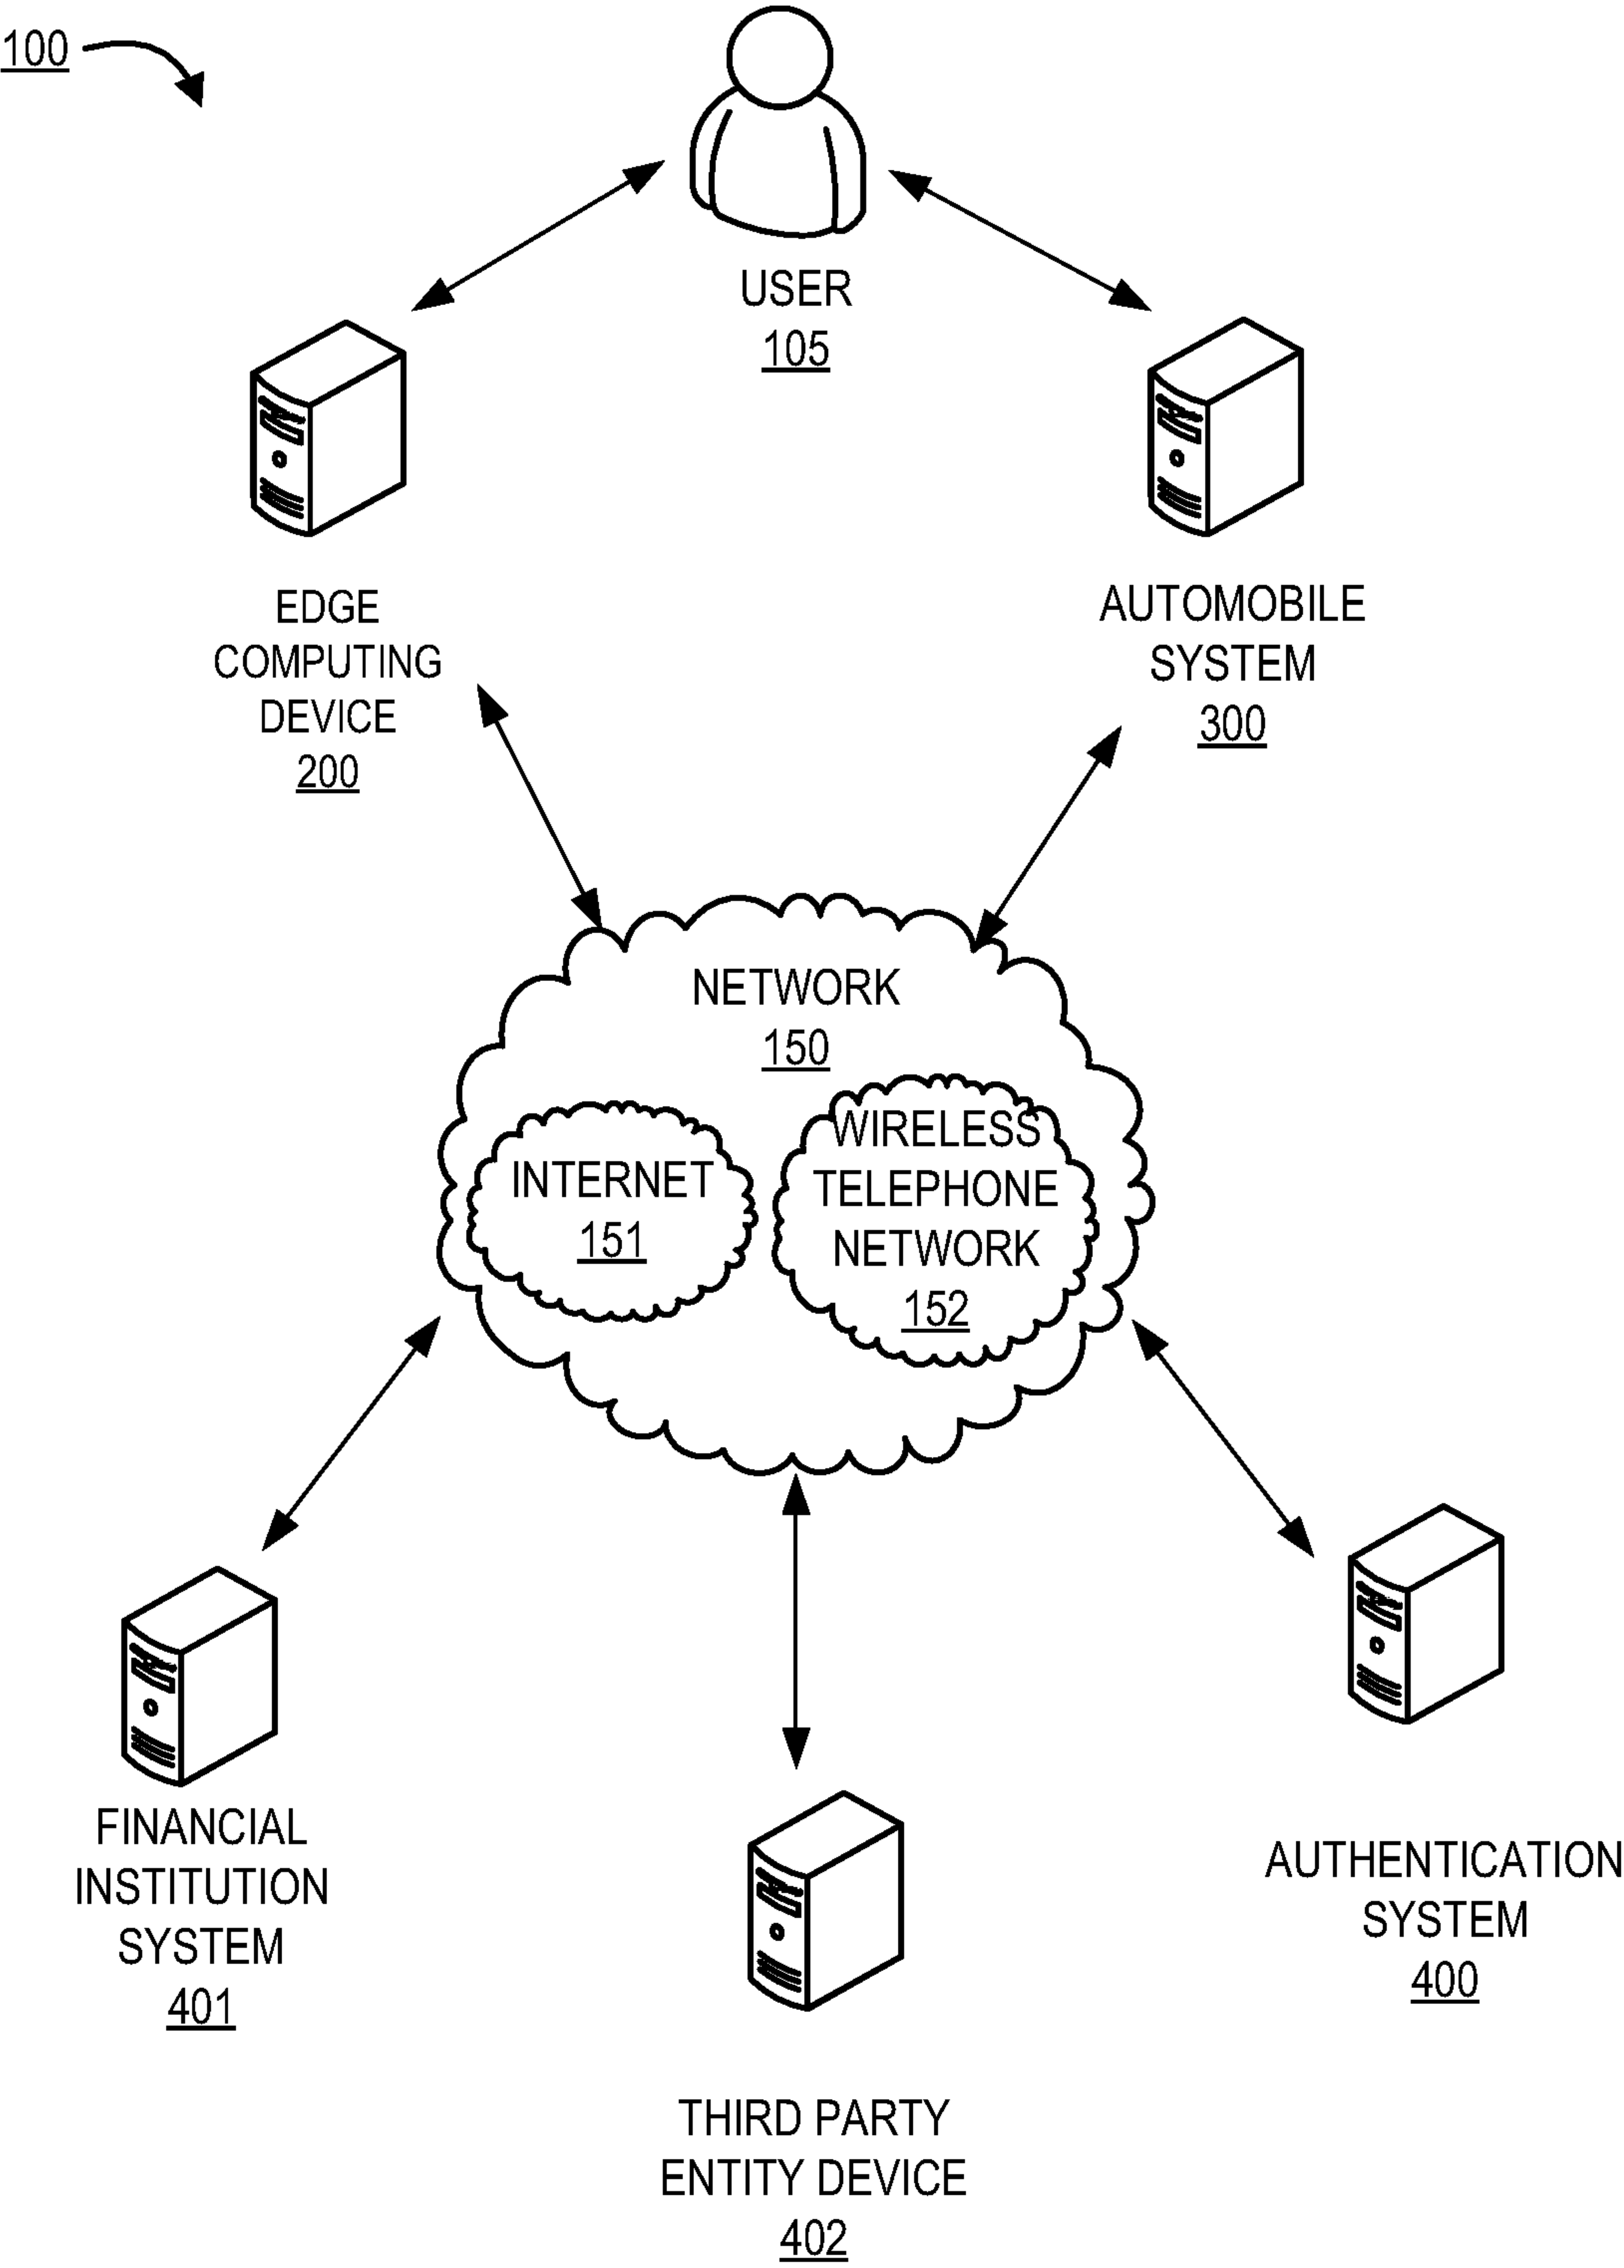 100
USER
105
EDGE
COMPUTING
DEVICE
200
AUTOMOBILE
SYSTEM
300
NETWORK
150
INTERNET
151
WIRELESS
TELEPHONE
NETWORK
152
FINANCIAL
INSTITUTION
SYSTEM
401
THIRD PARTY
ENTITY DEVICE
402
AUTHENTICATION
SYSTEM
400